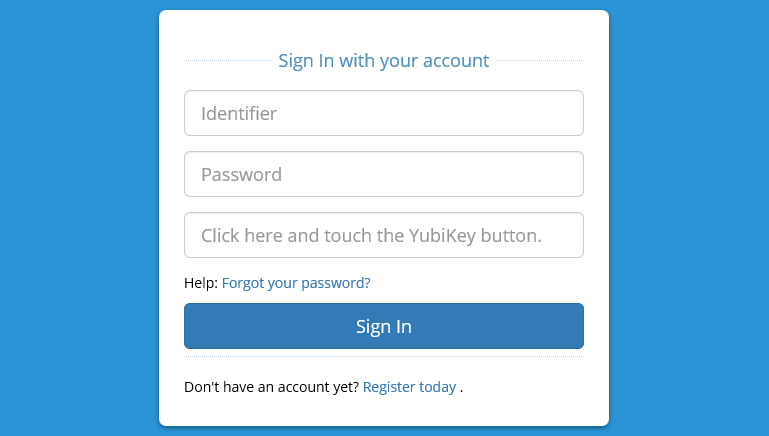 Sign In with your account
Identifier
Password
Click here and touch the YubiKey button.
Help: Forgot your password?
Sign In
Don't have an account yet? Register today .